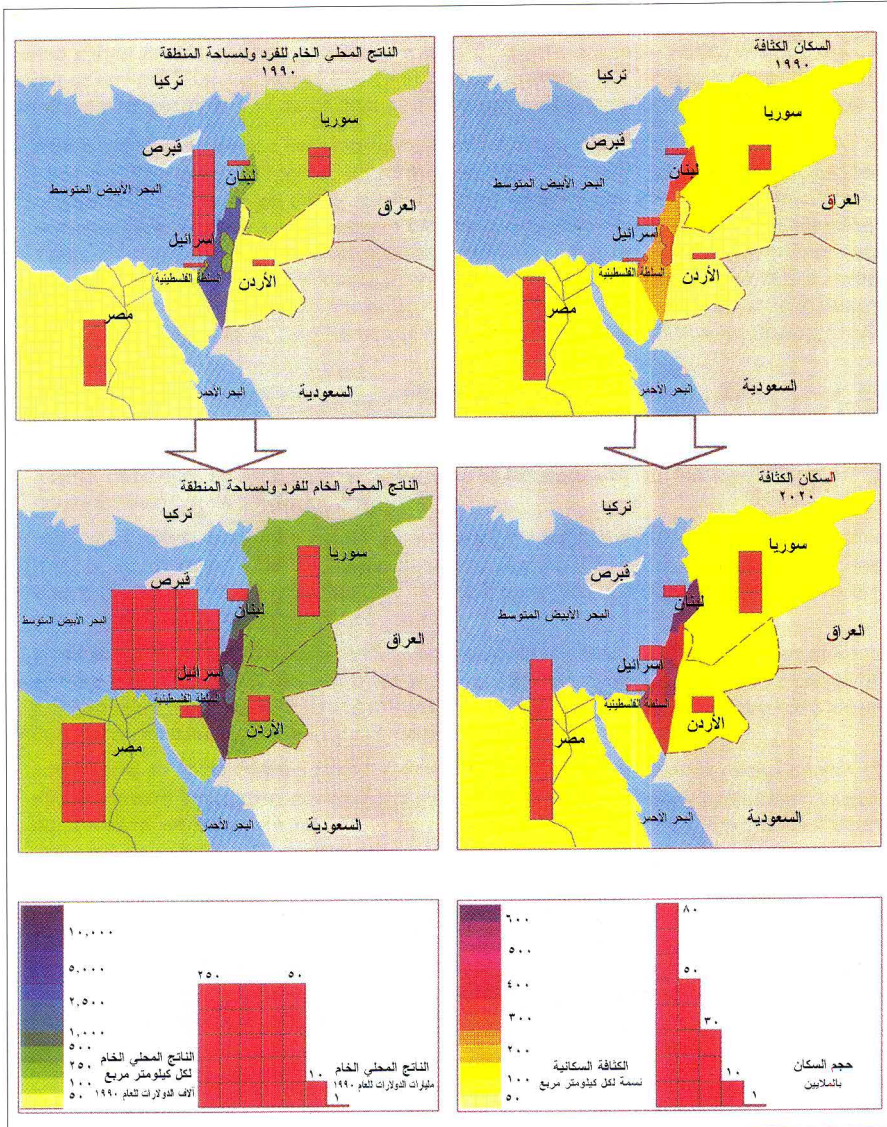 الناتج المحلي الخام للفرد ولمساحة المنطقة
١٩٩٠
تركيا
سوريا
قبرص
لبنان
البحر الأبيض المتوسط
العراق
اسرائيل
السلطة الفلسطينية
الأردن
مصر
البحر الأحمر
السعودية
السكان الكثافة
١٩٩٠
تركيا
سوريا
قبرص
لبنان
البحر الأبيض المتوسط
العراق
اسرائيل
السلطة الفلسطينية
الأردن
مصر
البحر الأحمر
السعودية
الناتج المحلي الخام للفرد ولمساحة المنطقة
تركيا
سوريا
قبرص
لبنان
البحر الأبيض المتوسط
العراق
اسرائيل
السلطة الفلسطينية
الأردن
مصر
البحر الأحمر
السعودية
السكان الكثافة
٢٠٢٠
تركيا
سوريا
قبرص
لبنان
البحر الأبيض المتوسط
العراق
اسرائيل
السلطة الفلسطينية
الأردن
مصر
البحر الأحمر
السعودية
١٠,٠٠٠
٥,٠٠٠
٢,٥٠٠
١,٠٠٠
٥٠٠
٢٥٠
١٠٠
٥٠
الناتج المحلي الخام
لكل كيلومتر مربع
آلاف الدولارات للعام ١٩٩٠
٢٥٠
٥٠
١٠
١
الناتج المحلي الخام
مليارات الدولارات للعام ١٩٩٠
٦٠٠
٥٠٠
٤٠٠
٣٠٠
٢٠٠
١٠٠
٥٠
الكثافة السكانية
نسمة لكل كيلومتر مربع
٨٠
٥٠
٣٠
١٠
١
حجم السكان
بالملايين